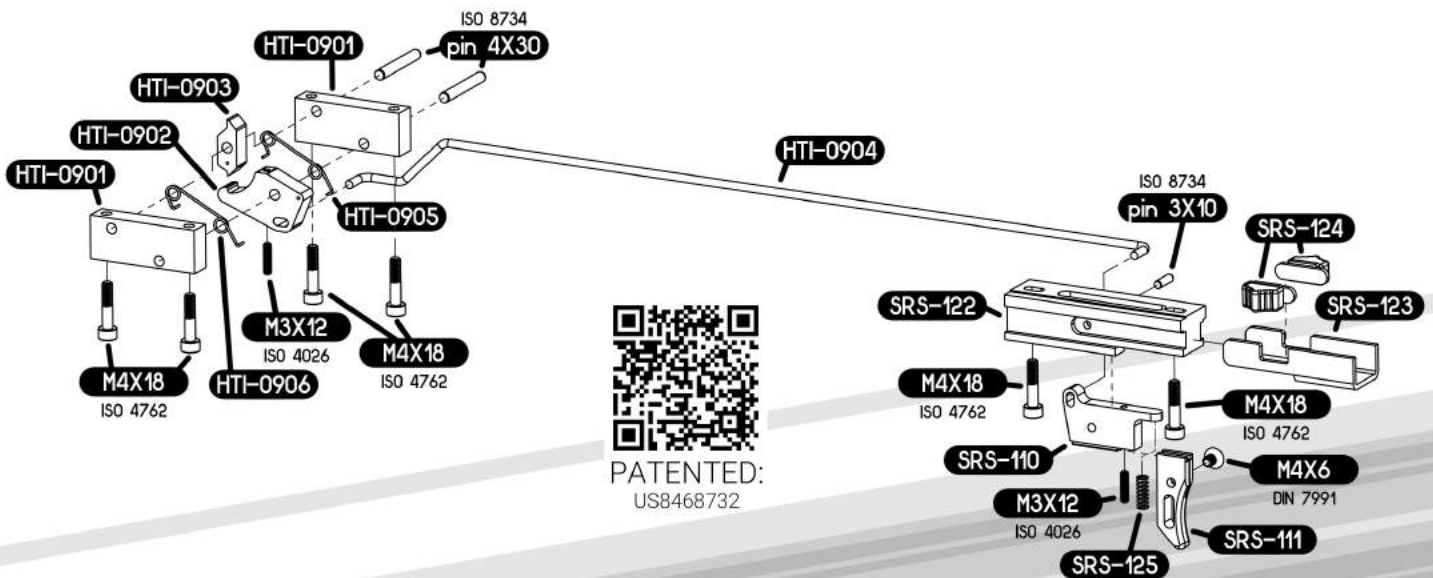 ISO 8734
pin 4X30
HTI-0901
HTI-0903
HTI-0902
HTI-0901
HTI-0904
HTI-0905
ISO 8734
pin 3X10
SRS-124
SRS-122
SRS-123
M3X12
ISO 4026
M4X18
ISO 4762
M4X18
ISO 4762
HTI-0906
M4X18
ISO 4762
M4X18
ISO 4762
SRS-110
M4X6
DIN 7991
M3X12
ISO 4026
SRS-111
SRS-125
PATENTED:
US8468732